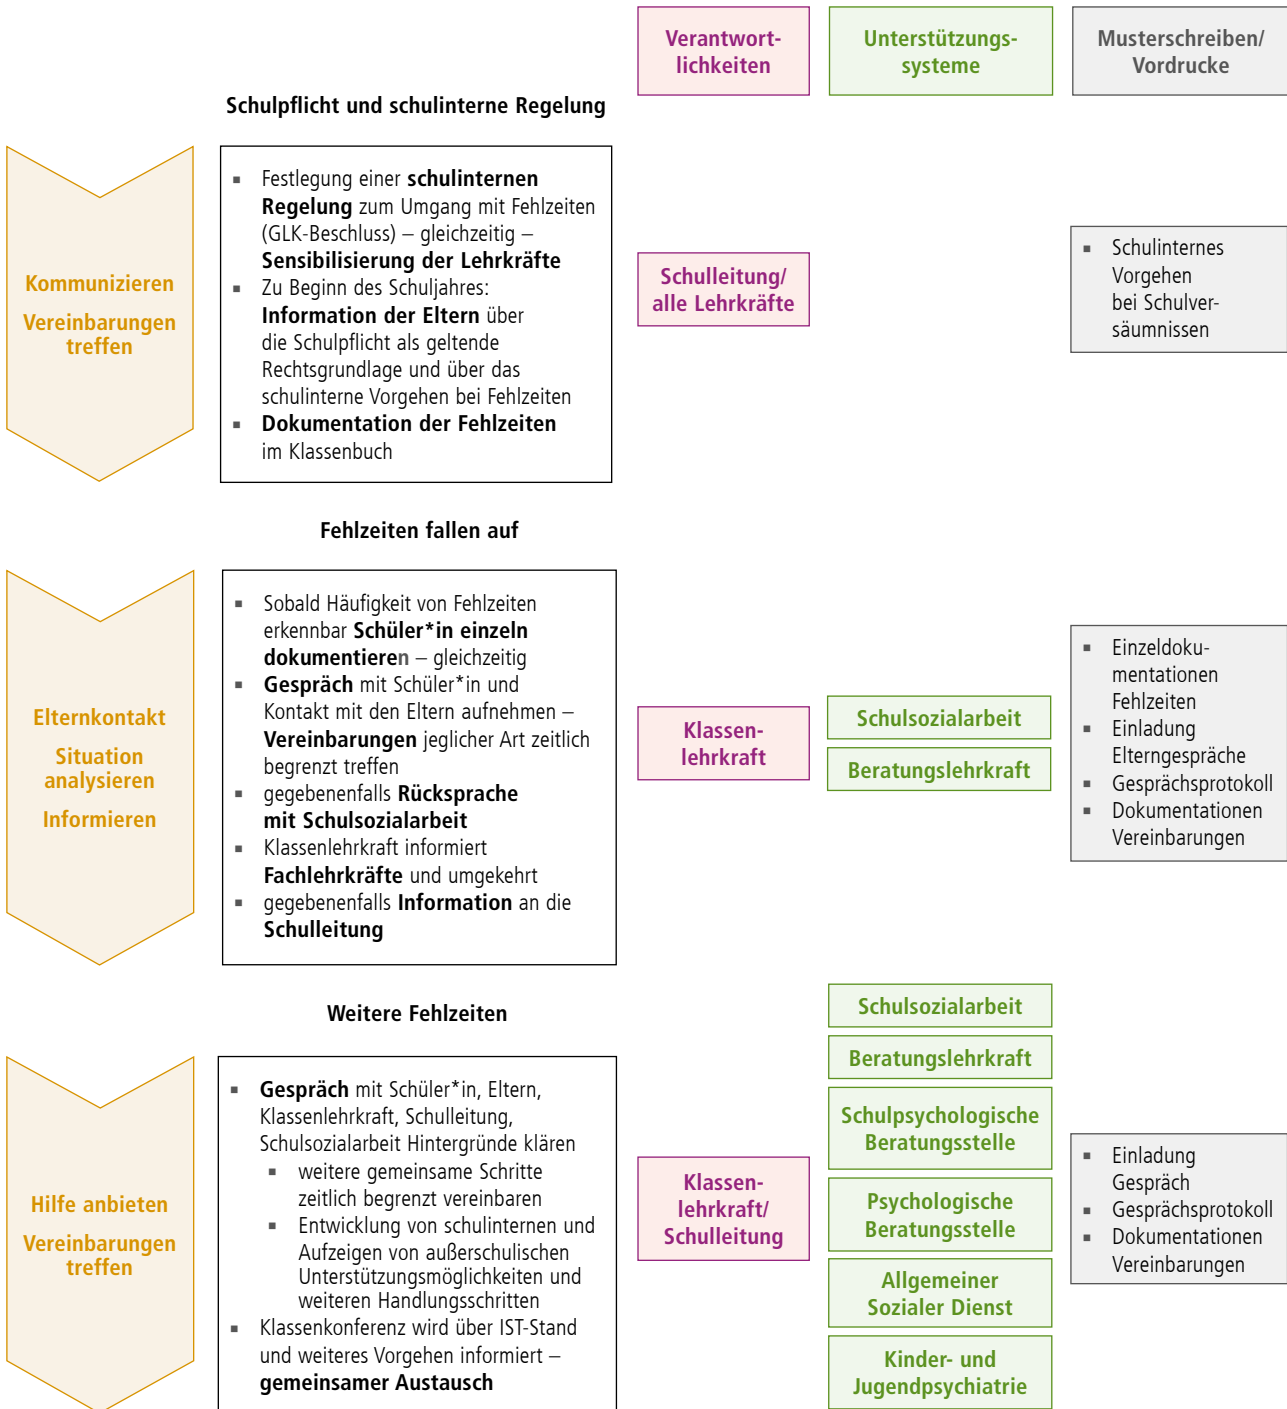 Verantwort-
lichkeiten
Unterstützungs-
systeme
Musterschreiben/
Vordrucke
Schulpflicht und schulinterne Regelung
Kommunizieren
Vereinbarungen
treffen
▪ Festlegung einer schulinternen
Regelung zum Umgang mit Fehlzeiten
(GLK-Beschluss) – gleichzeitig –
Sensibilisierung der Lehrkräfte
▪ Zu Beginn des Schuljahres:
Information der Eltern über
die Schulpflicht als geltende
Rechtsgrundlage und über das
schulinterne Vorgehen bei Fehlzeiten
▪ Dokumentation der Fehlzeiten
im Klassenbuch
Schulleitung/
alle Lehrkräfte
▪ Schulinternes
Vorgehen
bei Schulver-
säumnissen
Fehlzeiten fallen auf
Elternkontakt
Situation
analysieren
Informieren
▪ Sobald Häufigkeit von Fehlzeiten
erkennbar Schüler*in einzeln
dokumentieren – gleichzeitig
▪ Gespräch mit Schüler*in und
Kontakt mit den Eltern aufnehmen –
Vereinbarungen jeglicher Art zeitlich
begrenzt treffen
▪ gegebenenfalls Rücksprache
mit Schulsozialarbeit
▪ Klassenlehrkraft informiert
Fachlehrkräfte und umgekehrt
▪ gegebenenfalls Information an die
Schulleitung
Klassen-
lehrkraft
Schulsozialarbeit
Beratungslehrkraft
▪ Einzeldoku-
mentationen
Fehlzeiten
▪ Einladung
Elterngespräche
▪ Gesprächsprotokoll
▪ Dokumentationen
Vereinbarungen
Weitere Fehlzeiten
Hilfe anbieten
Vereinbarungen
treffen
▪ Gespräch mit Schüler*in, Eltern,
Klassenlehrkraft, Schulleitung,
Schulsozialarbeit Hintergründe klären
▪ weitere gemeinsame Schritte
zeitlich begrenzt vereinbaren
▪ Entwicklung von schulinternen und
Aufzeigen von außerschulischen
Unterstützungsmöglichkeiten und
weiteren Handlungsschritten
▪ Klassenkonferenz wird über IST-Stand
und weiteres Vorgehen informiert –
gemeinsamer Austausch
Klassen-
lehrkraft/
Schulleitung
Schulsozialarbeit
Beratungslehrkraft
Schulpsychologische
Beratungsstelle
Psychologische
Beratungsstelle
Allgemeiner
Sozialer Dienst
Kinder- und
Jugendpsychiatrie
▪ Einladung
Gespräch
▪ Gesprächsprotokoll
▪ Dokumentationen
Vereinbarungen